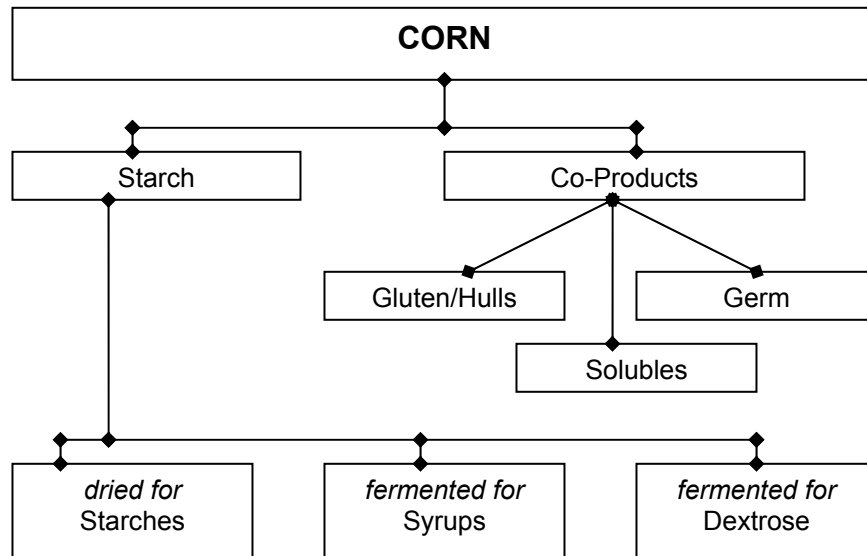 CORN
Starch
Co-Products
Gluten/Hulls
Germ
Solubles
dried for
Starches
fermented for
Syrups
fermented for
Dextrose